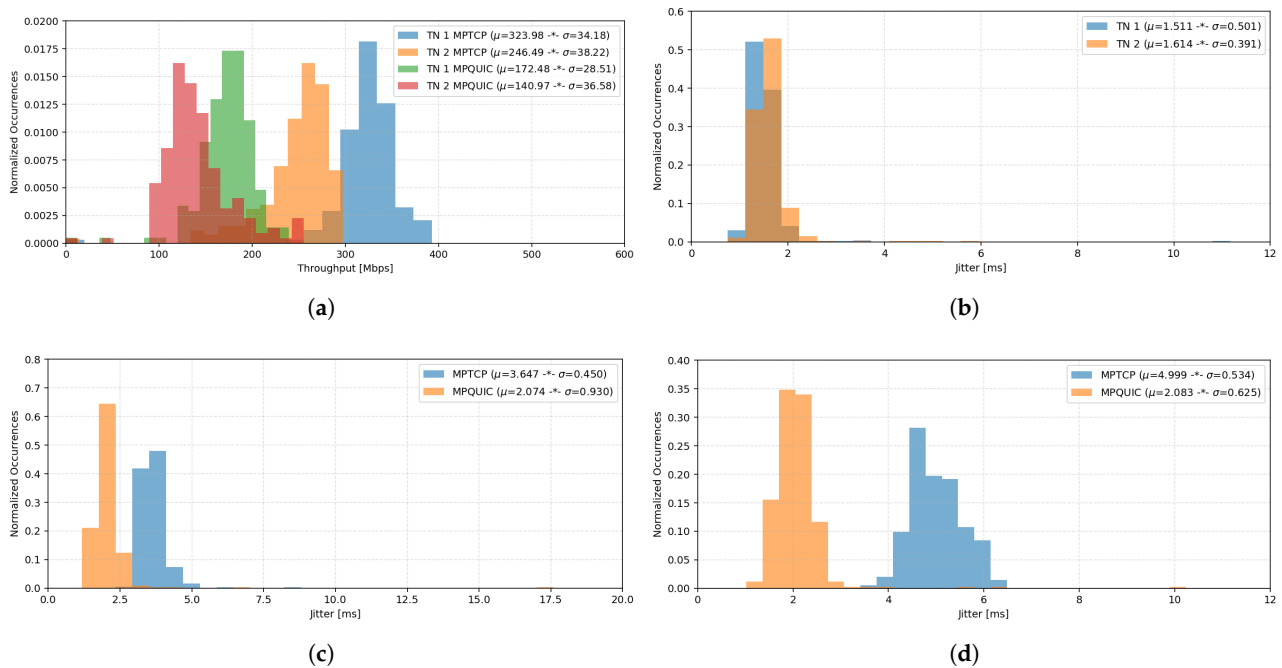 0.0200
0.0175
0.0150
0.0125
0.0100
0.0075
0.0050
0.0025
0.0000
Normalized Occurrences
TN 1 MPTCP (μ=323.98 -*- σ=34.18)
TN 2 MPTCP (μ=246.49 -*- σ=38.22)
TN 1 MPQUIC (μ=172.48 -*- σ=28.51)
TN 2 MPQUIC (μ=140.97 -*- σ=36.58)
0 100 200 300 400 500 600
Throughput [Mbps]
(a)
0.6
0.5
0.4
0.3
0.2
0.1
0.0
Normalized Occurrences
TN 1 (μ=1.511 -*- σ=0.501)
TN 2 (μ=1.614 -*- σ=0.391)
0 2 4 6 8 10 12
Jitter [ms]
(b)
0.8
0.7
0.6
0.5
0.4
0.3
0.2
0.1
0.0
Normalized Occurrences
MPTCP (μ=3.647 -*- σ=0.450)
MPQUIC (μ=2.074 -*- σ=0.930)
0.0 2.5 5.0 7.5 10.0 12.5 15.0 17.5 20.0
Jitter [ms]
(c)
0.40
0.35
0.30
0.25
0.20
0.15
0.10
0.05
0.00
Normalized Occurrences
MPTCP (μ=4.999 -*- σ=0.534)
MPQUIC (μ=2.083 -*- σ=0.625)
0 2 4 6 8 10 12
Jitter [ms]
(d)